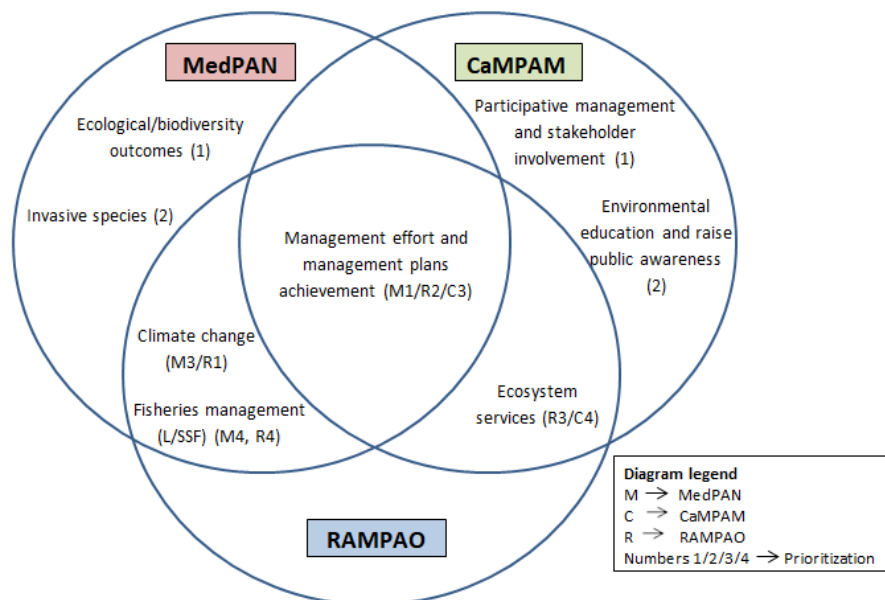 MedPAN
CaMPAM
Ecological/biodiversity
outcomes (1)
Invasive species (2)
Participative management
and stakeholder
involvement (1)
Environmental
education and raise
public awareness
(2)
Management effort and
management plans
achievement (M1/R2/C3)
Climate change
(M3/R1)
Fisheries management
(L/SSF) (M4, R4)
Ecosystem
services (R3/C4)
RAMPAO
Diagram legend
M → MedPAN
C → CaMPAM
R → RAMPAO
Numbers 1/2/3/4 → Prioritization